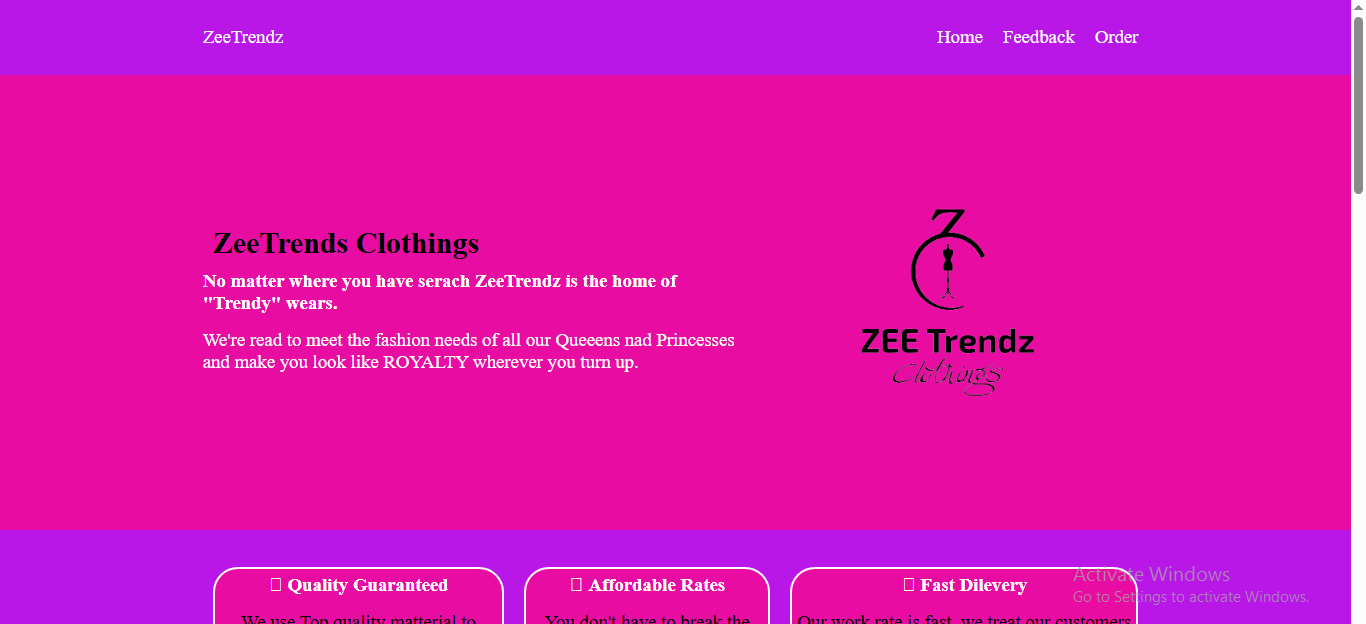 ZeeTrendz
Home Feedback Order
ZeeTrends Clothings
No matter where you have serach ZeeTrendz is the home of
"Trendy" wears.
We're read to meet the fashion needs of all our Queeens nad Princesses
and make you look like ROYALTY wherever you turn up.
Z
ZEE Trendz
Clothings
Quality Guaranteed
Affordable Rates
Fast Dilevery
We use Top quality matterial to
You don't have to break the
Our work rate is fast, we treat our customers
Activate Windows
Go to Settings to activate Windows.